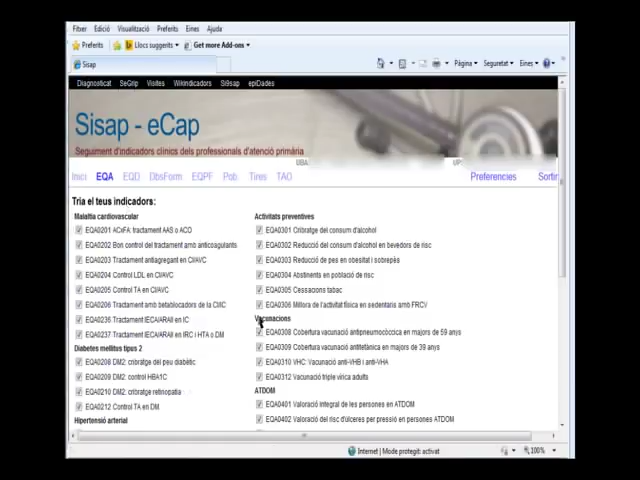 Fitxer Edició Visualització Preferits Eines Ajuda
Preferits Llocs suggerits Get more Add-ons
Sisap Pàgina Seguretat Eines
Diagnosticat SeGrip Visites Wikindicadors Si9sap epiDades
Sisap - eCap
Seguiment d'indicadors clínics dels professionals d'atenció primària
UBA UP
Inici EQA EQD DbsForm EQPF Pob Tires TAO Preferencies Sortir
Tria el teus indicadors:
Malaltia cardiovascular
EQA0201 ACxFA: tractament AAS o ACO
EQA0202 Bon control del tractament amb anticoagulants
EQA0203 Tractament antiagregant en CI/AVC
EQA0204 Control LDL en CI/AVC
EQA0205 Control TA en CI/AVC
EQA0206 Tractament amb betablocadors de la CMC
EQA0236 Tractament IECA/ARAII en IC
EQA0237 Tractament IECA/ARAII en IRC i HTA o DM
Diabetes mellitus tipus 2
EQA0208 DM2: cribratge del peu diabètic
EQA0209 DM2: control HBA1C
EQA0210 DM2: cribratge retinopatia
EQA0212 Control TA en DM
Hipertensió arterial
Activitats preventives
EQA0301 Cribratge del consum d'alcohol
EQA0302 Reducció del consum d'alcohol en bevedors de risc
EQA0303 Reducció de pes en obesitat i sobrepès
EQA0304 Abstinents en població de risc
EQA0305 Cessacions tabac
EQA0306 Millora de l'activitat física en sedentaris amb FRCV
Vacunacions
EQA0308 Cobertura vacunació antipneumocòccica en majors de 59 anys
EQA0309 Cobertura vacunació antitetànica en majors de 39 anys
EQA0310 VHC: Vacunació anti-VHB i anti-VHA
EQA0312 Vacunació triple vírica adults
ATDOM
EQA0401 Valoració integral de les persones en ATDOM
EQA0402 Valoració del risc d'úlceres per pressió en persones ATDOM
Internet | Mode protegit: activat 100%